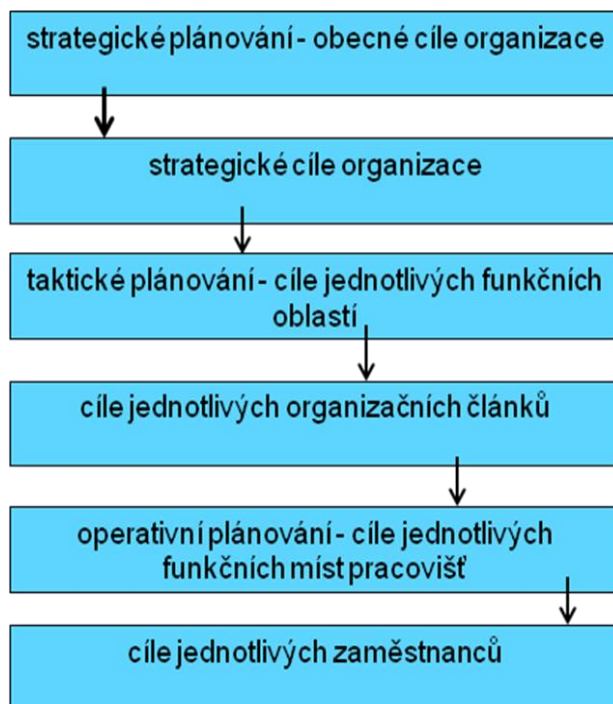 strategické plánování - obecné cíle organizace
strategické cíle organizace
taktické plánování - cíle jednotlivých funkčních
oblastí
cíle jednotlivých organizačních článků
operativní plánování - cíle jednotlivých
funkčních míst pracovišť
cíle jednotlivých zaměstnanců